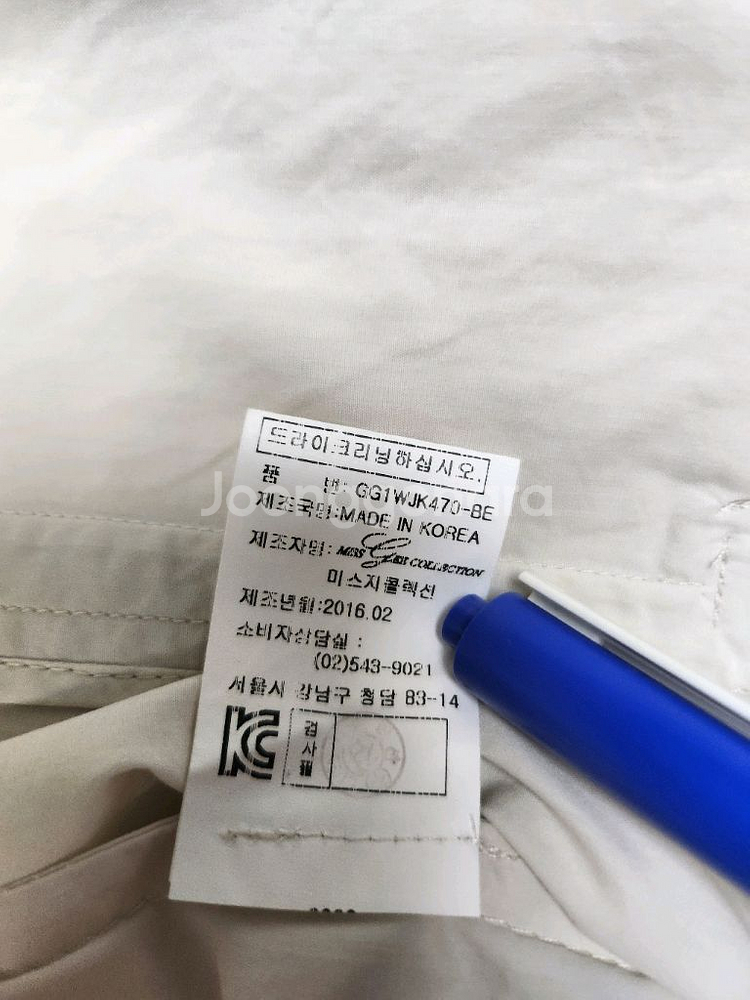 드라이크리닝하십시오.
품 번: GG1WJK470-BE
제조국명:MADE IN KOREA
제조자명: MISS GEE COLLECTION
미스지콜렉션
제조년월:2016.02
소비자상담실 :
(02)543-9021
서울시 강남구 청담 83-14
검사필
Joonggonara